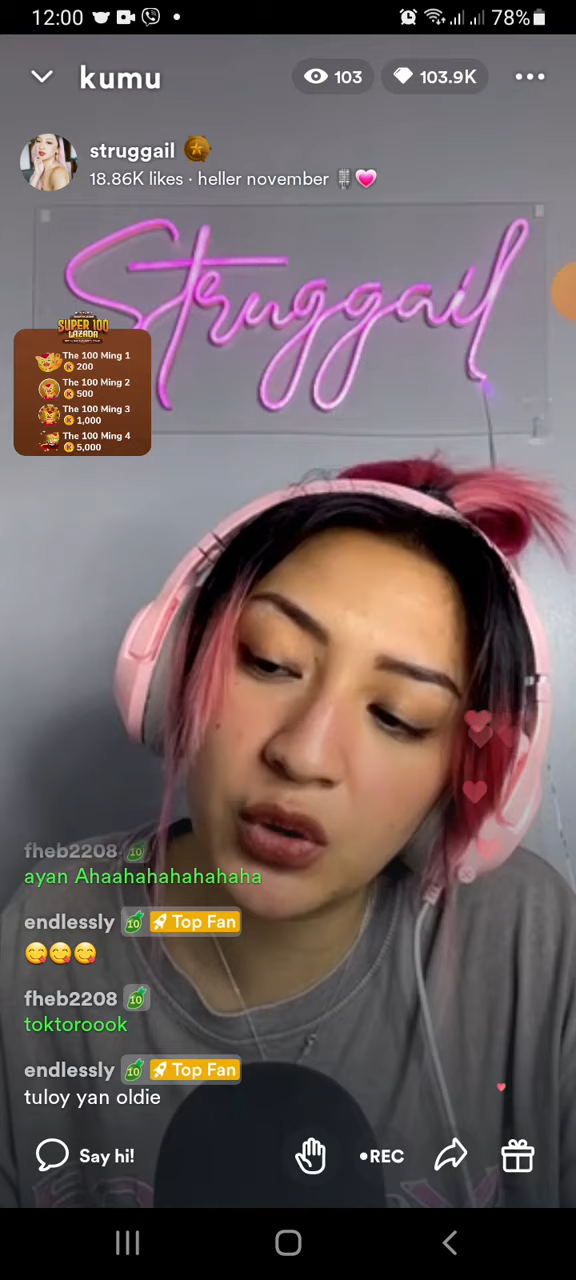 12:00
78%
kumu
103
103.9K
struggail
18.86K likes · heller november
Struggail
SUPER 100
LAZADA
The 100 Ming 1
200
The 100 Ming 2
500
The 100 Ming 3
1,000
The 100 Ming 4
5,000
fheb2208 10
ayan Ahaahahahahahaha
endlessly 10 Top Fan
fheb2208 10
toktoroook
endlessly 10 Top Fan
tuloy yan oldie
Say hi!
•REC